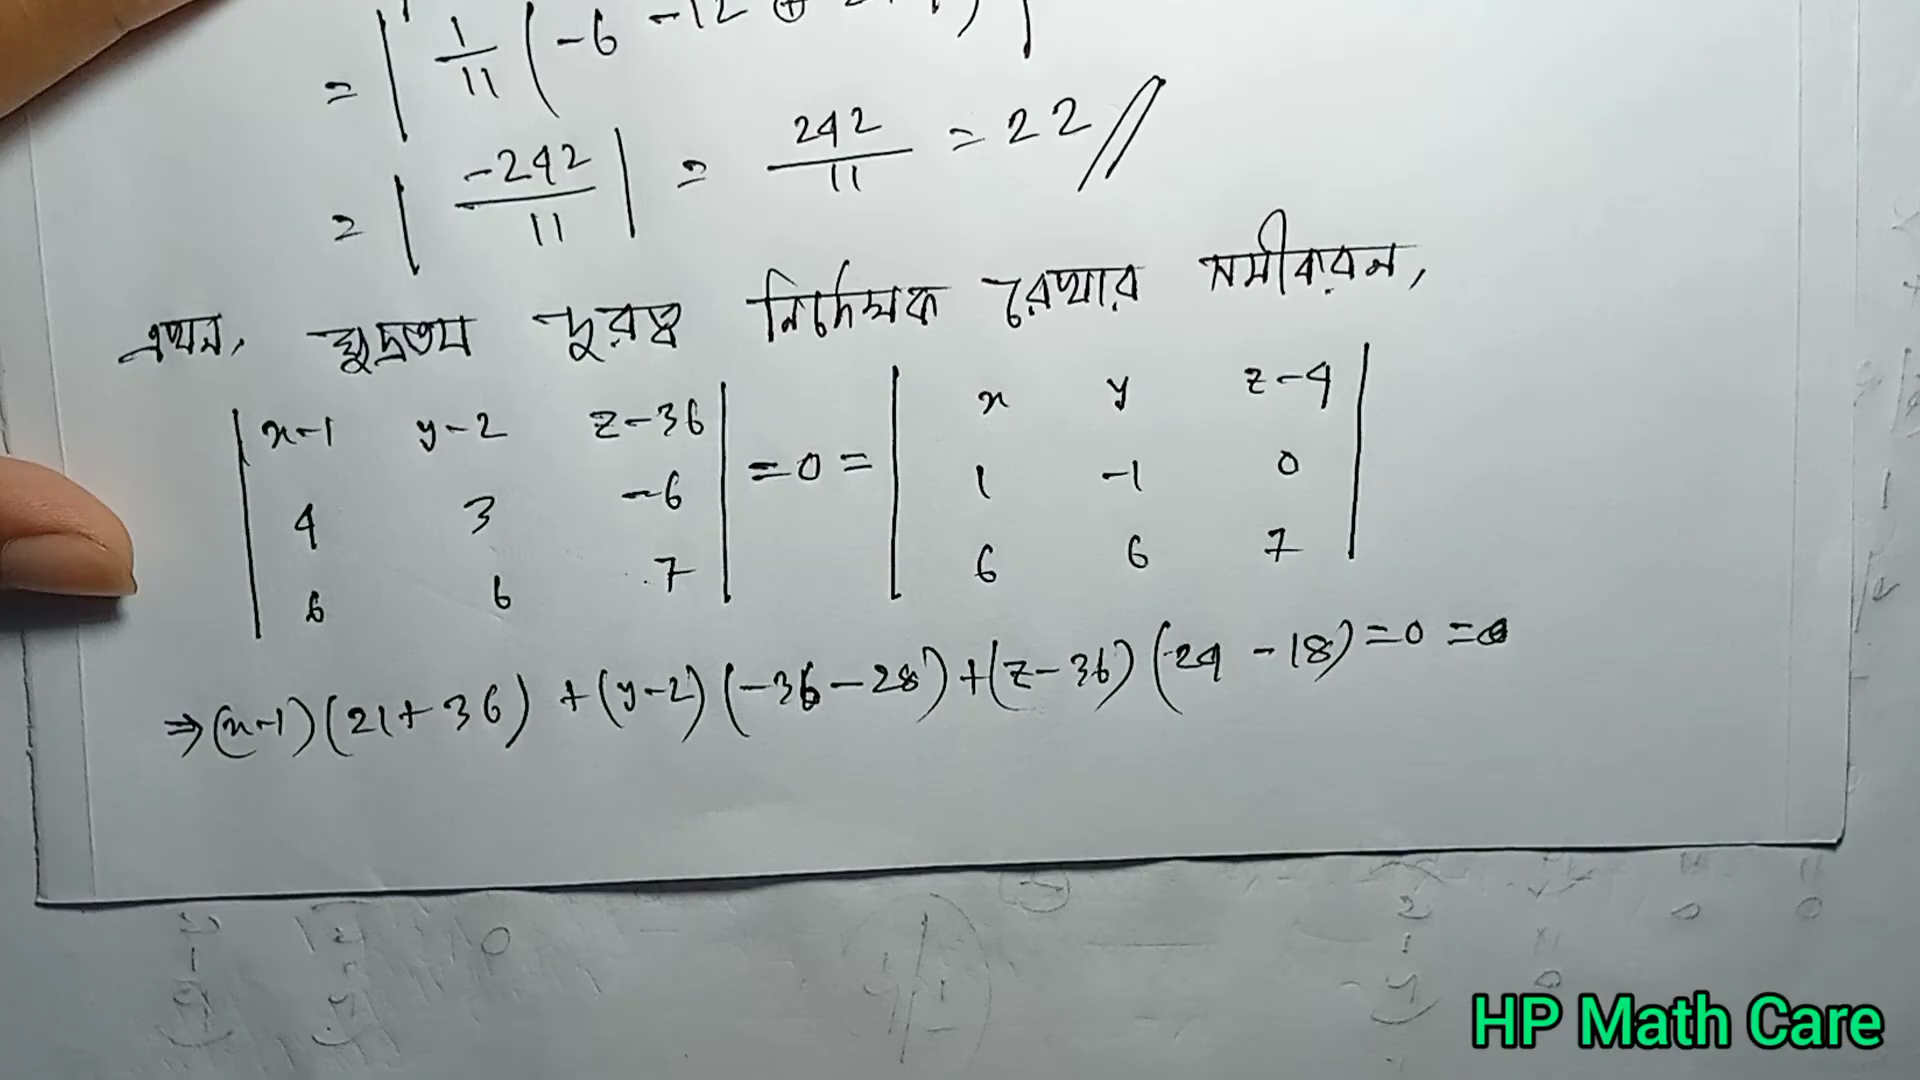 = | 1/11 (-6 -12
= | -242/11 | = 242/11 = 22 //
এখন, ক্ষুদ্রতম দূরত্ব নির্দেশক রেখার সমীকরন,
| x-1 y-2 z-36 | | x y z-4 |
| 4 3 -6 | =0= | 1 -1 0 |
| 6 6 7 | | 6 6 7 |
⇒ (x-1)(21+36) +(y-2)(-36-28)+(z-36)(24-18)=0 =
HP Math Care